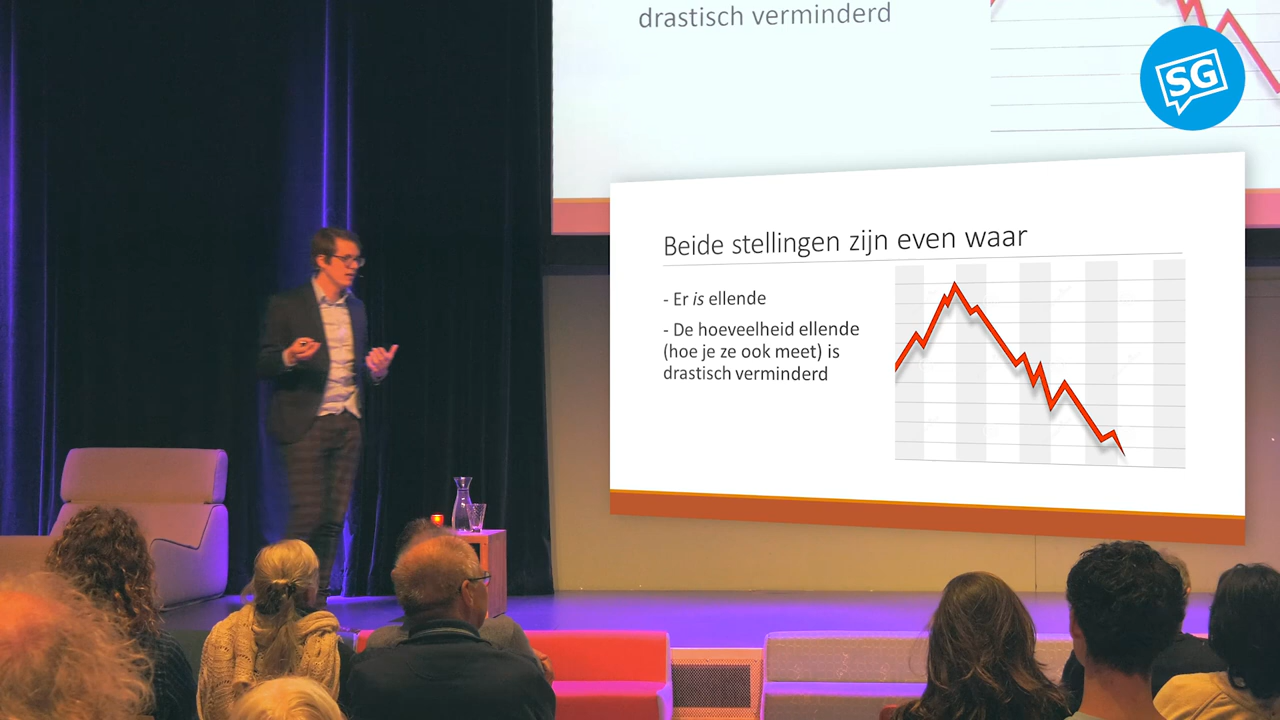 drastisch verminderd
SG
Beide stellingen zijn even waar
- Er is ellende
- De hoeveelheid ellende
(hoe je ze ook meet) is
drastisch verminderd